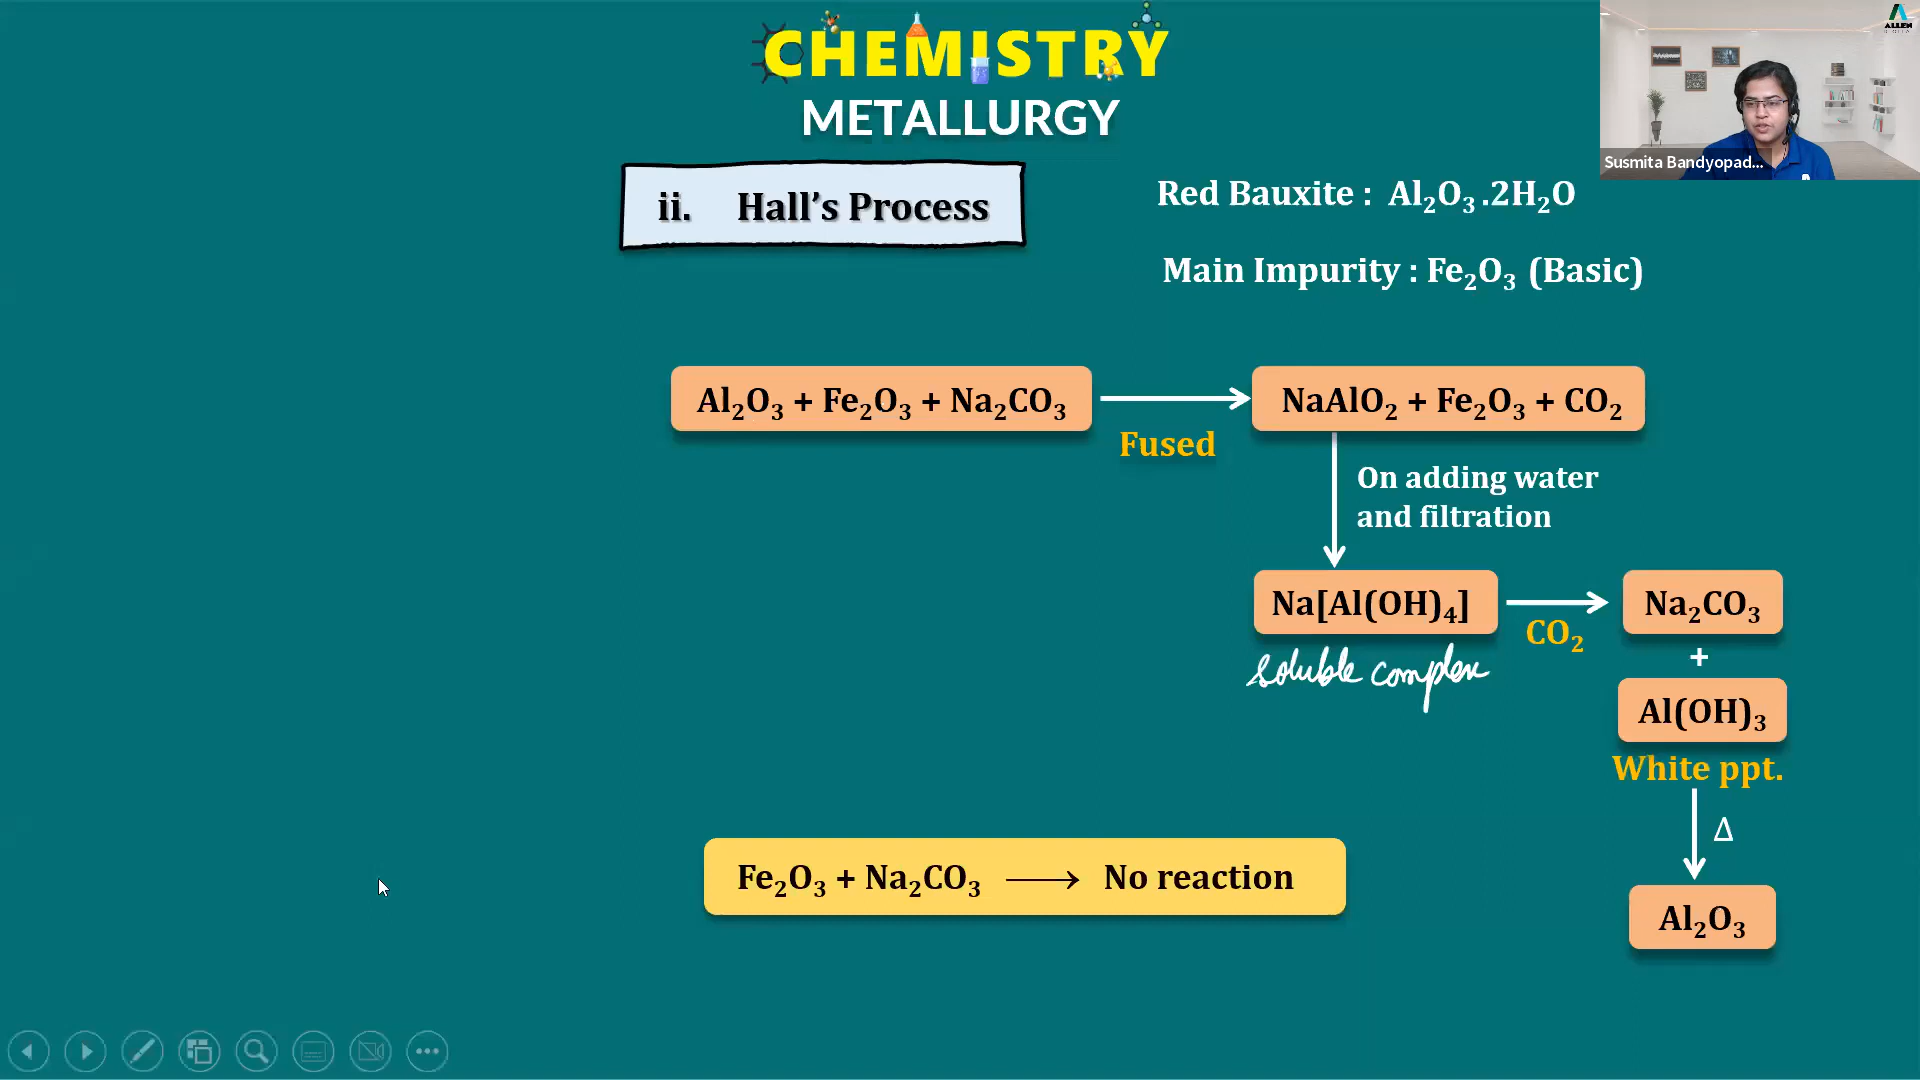 CHEMISTRY
METALLURGY
ALLEN
Susmita Bandyopad...
ii. Hall's Process
Red Bauxite : Al₂O₃.2H₂O
Main Impurity : Fe₂O₃ (Basic)
Al₂O₃ + Fe₂O₃ + Na₂CO₃
Fused
NaAlO₂ + Fe₂O₃ + CO₂
On adding water
and filtration
Na[Al(OH)₄]
soluble complex
CO₂
Na₂CO₃
+
Al(OH)₃
White ppt.
Δ
Al₂O₃
Fe₂O₃ + Na₂CO₃ ⟶ No reaction